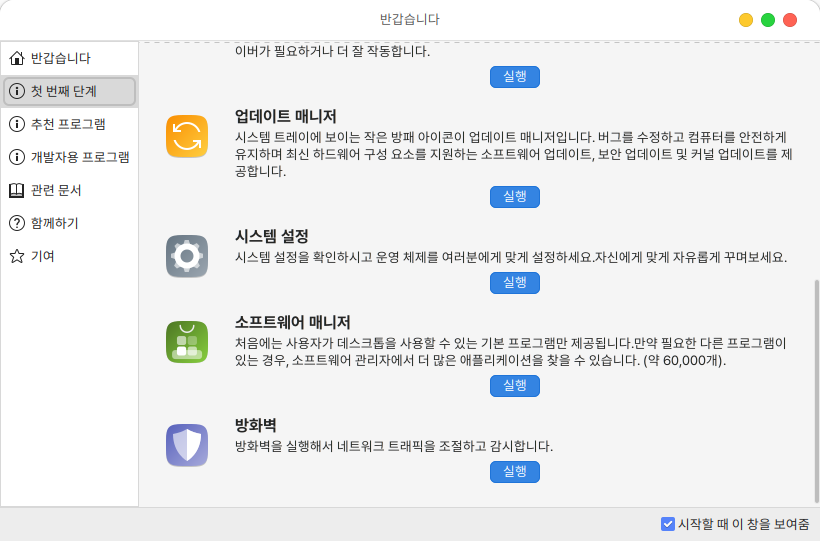 반갑습니다
반갑습니다
첫 번째 단계
추천 프로그램
개발자용 프로그램
관련 문서
함께하기
기여
이버가 필요하거나 더 잘 작동합니다.
실행
업데이트 매니저
시스템 트레이에 보이는 작은 방패 아이콘이 업데이트 매니저입니다. 버그를 수정하고 컴퓨터를 안전하게
유지하며 최신 하드웨어 구성 요소를 지원하는 소프트웨어 업데이트, 보안 업데이트 및 커널 업데이트를 제
공합니다.
실행
시스템 설정
시스템 설정을 확인하시고 운영 체제를 여러분에게 맞게 설정하세요.자신에게 맞게 자유롭게 꾸며보세요.
실행
소프트웨어 매니저
처음에는 사용자가 데스크톱을 사용할 수 있는 기본 프로그램만 제공됩니다.만약 필요한 다른 프로그램이
있는 경우, 소프트웨어 관리자에서 더 많은 애플리케이션을 찾을 수 있습니다. (약 60,000개).
실행
방화벽
방화벽을 실행해서 네트워크 트래픽을 조절하고 감시합니다.
실행
시작할 때 이 창을 보여줌